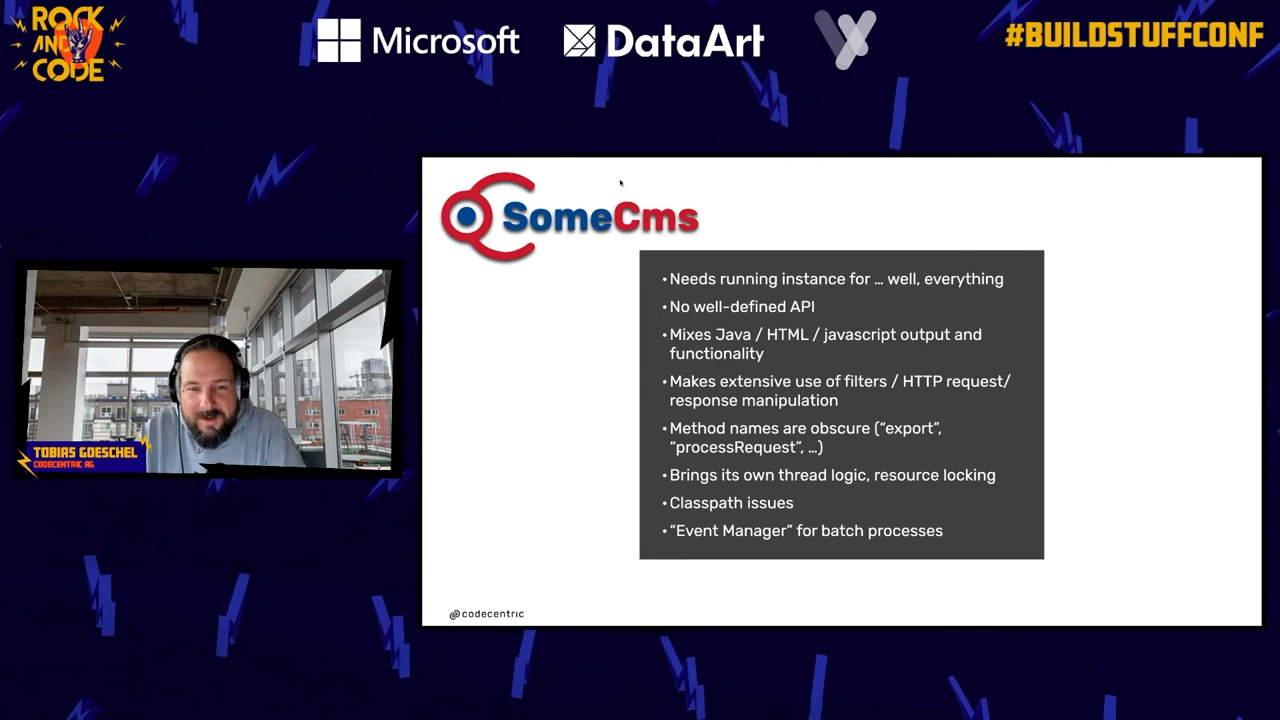 ROCK
AND
CODE
Microsoft
DataArt
#BUILDSTUFFCONF
SomeCms
• Needs running instance for … well, everything
• No well-defined API
• Mixes Java / HTML / javascript output and
functionality
• Makes extensive use of filters / HTTP request/
response manipulation
• Method names are obscure (“export”,
“processRequest”, …)
• Brings its own thread logic, resource locking
• Classpath issues
• “Event Manager” for batch processes
TOBIAS GOESCHEL
CODECENTRIC AG
codecentric